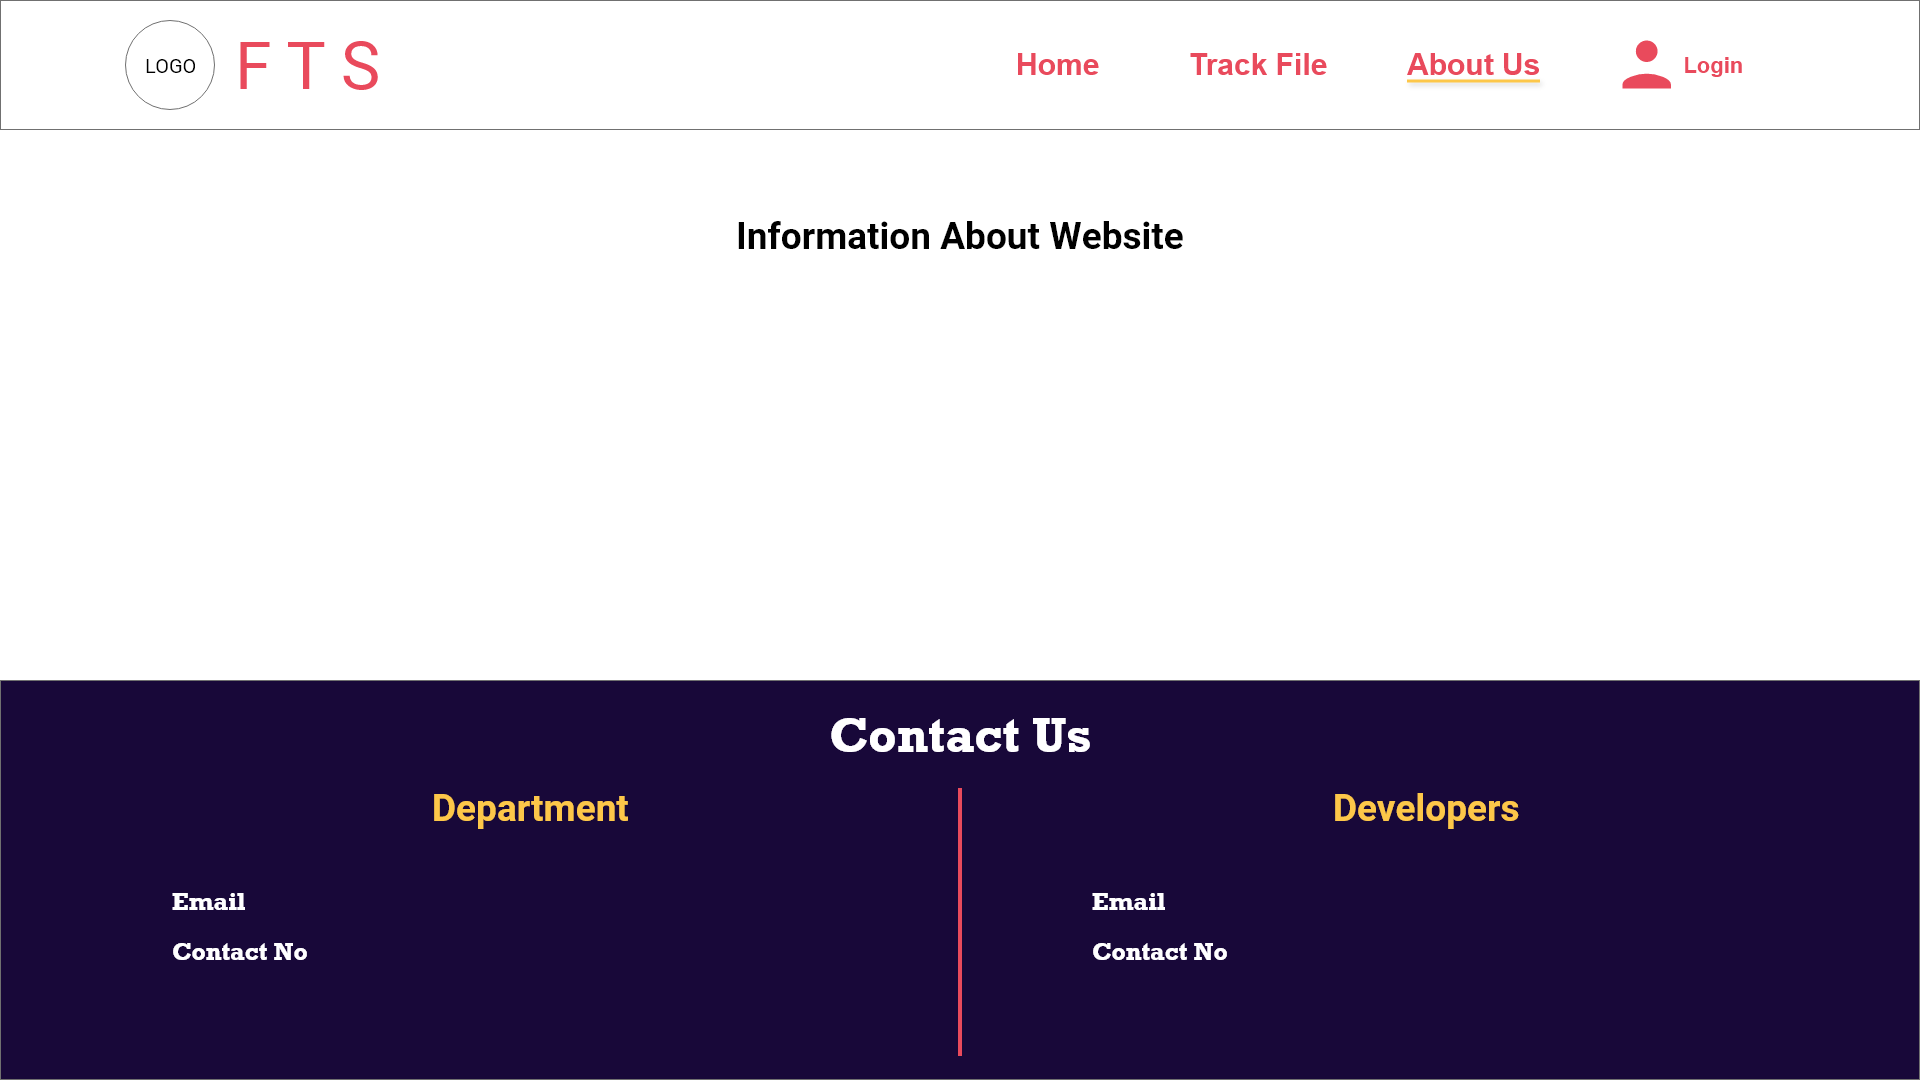 LOGO F T S Home Track File About Us Login
Information About Website
Contact Us
Department Developers
Email Email
Contact No Contact No